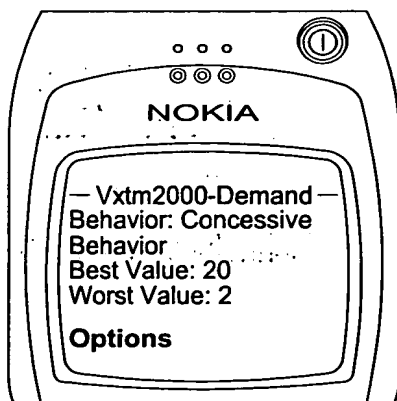 NOKIA
Vxtm2000-Demand
Behavior: Concessive
Behavior
Best Value: 20
Worst Value: 2
Options